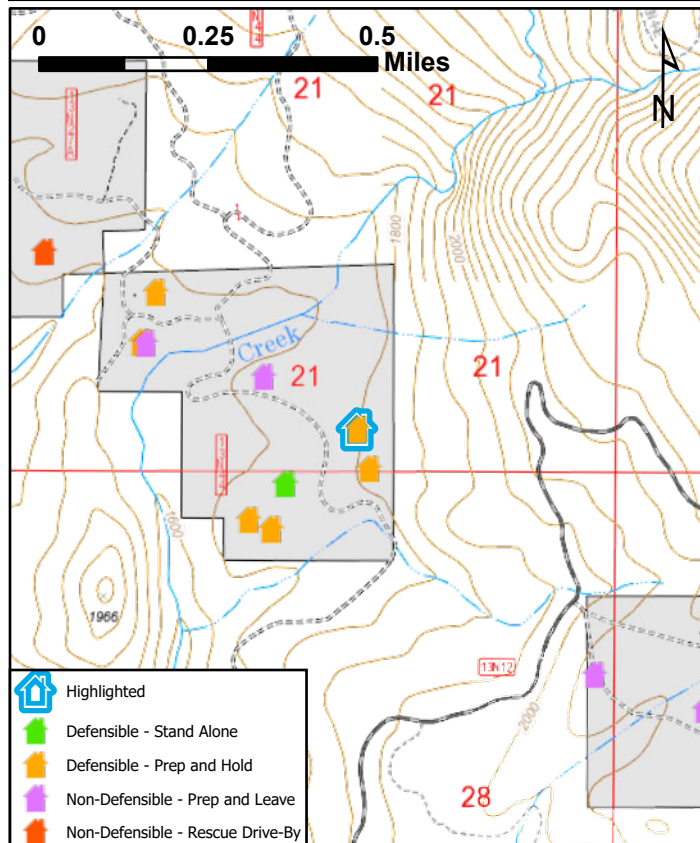 0 0.25 0.5
Miles
N
21
21
1800
2000
Creek
21
21
1600
1966
13N12
2000
28
Highlighted
Defensible - Stand Alone
Defensible - Prep and Hold
Non-Defensible - Prep and Leave
Non-Defensible - Rescue Drive-By